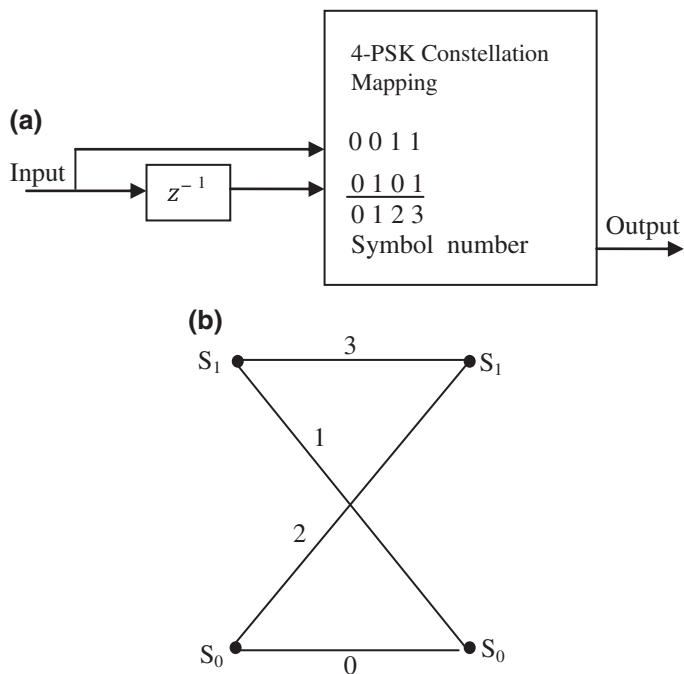 4-PSK Constellation
Mapping
(a)
0 0 1 1
Input
z⁻¹
0 1 0 1
0 1 2 3
Symbol number
Output
(b)
S₁
3
S₁
1
2
S₀
0
S₀